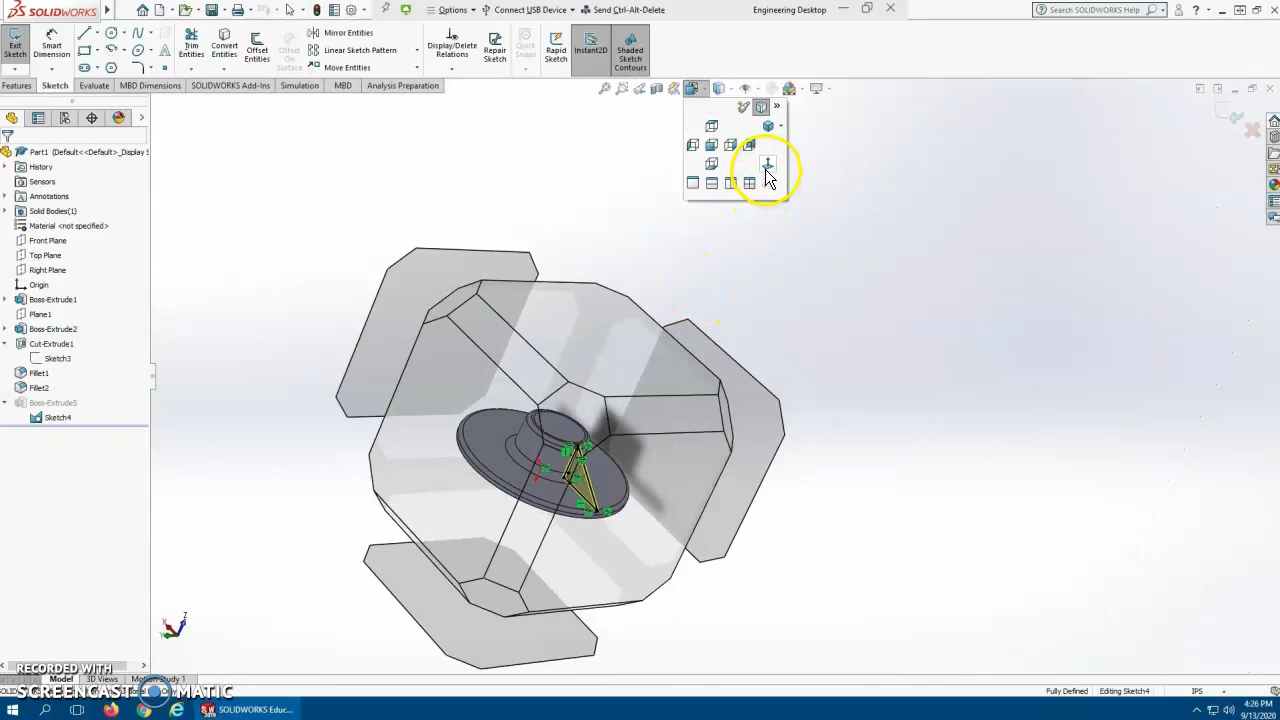 SOLIDWORKS
Options
Connect USB Device
Send Ctrl-Alt-Delete
Engineering Desktop
Search SOLIDWORKS Help
Exit Sketch
Smart Dimension
Trim Entities
Convert Entities
Offset Entities
Offset On Surface
Mirror Entities
Linear Sketch Pattern
Move Entities
Display/Delete Relations
Repair Sketch
Quick Snaps
Rapid Sketch
Instant2D
Shaded Sketch Contours
Features
Sketch
Evaluate
MBD Dimensions
SOLIDWORKS Add-Ins
Simulation
MBD
Analysis Preparation
Part1 (Default<<Default>_Display S
History
Sensors
Annotations
Solid Bodies(1)
Material <not specified>
Front Plane
Top Plane
Right Plane
Origin
Boss-Extrude1
Plane1
Boss-Extrude2
Cut-Extrude1
Sketch3
Fillet1
Fillet2
Boss-Extrude5
Sketch4
X
Y
Z
RECORDED WITH
SCREENCAST MATIC
Model
3D Views
Motion Study 1
Fully Defined
Editing Sketch4
IPS
SOLIDWORKS Educ...
4:26 PM
9/13/2020